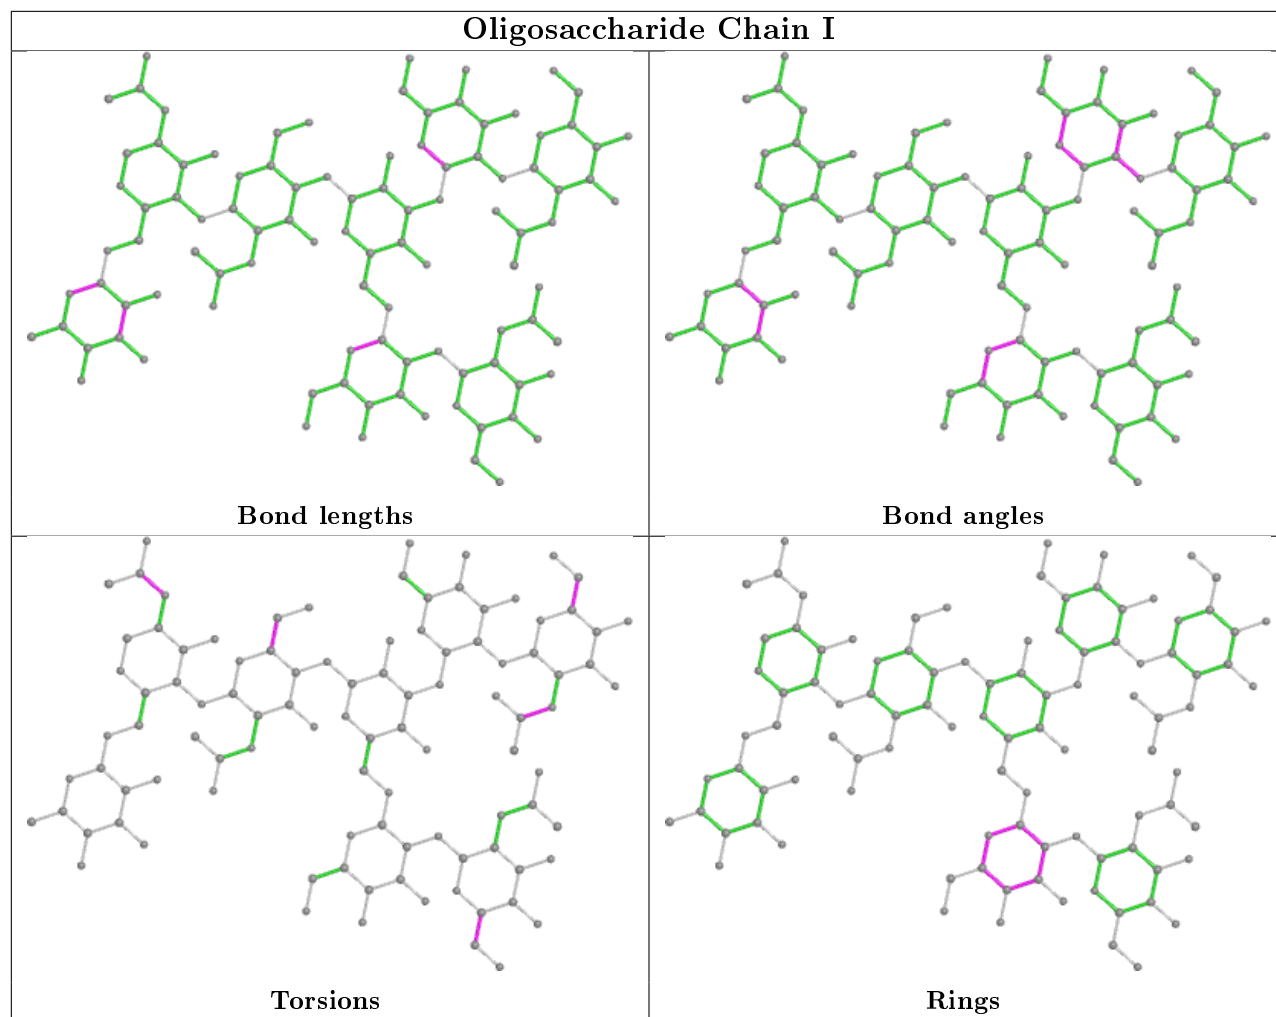 Oligosaccharide Chain I
Bond lengths
Bond angles
Torsions
Rings